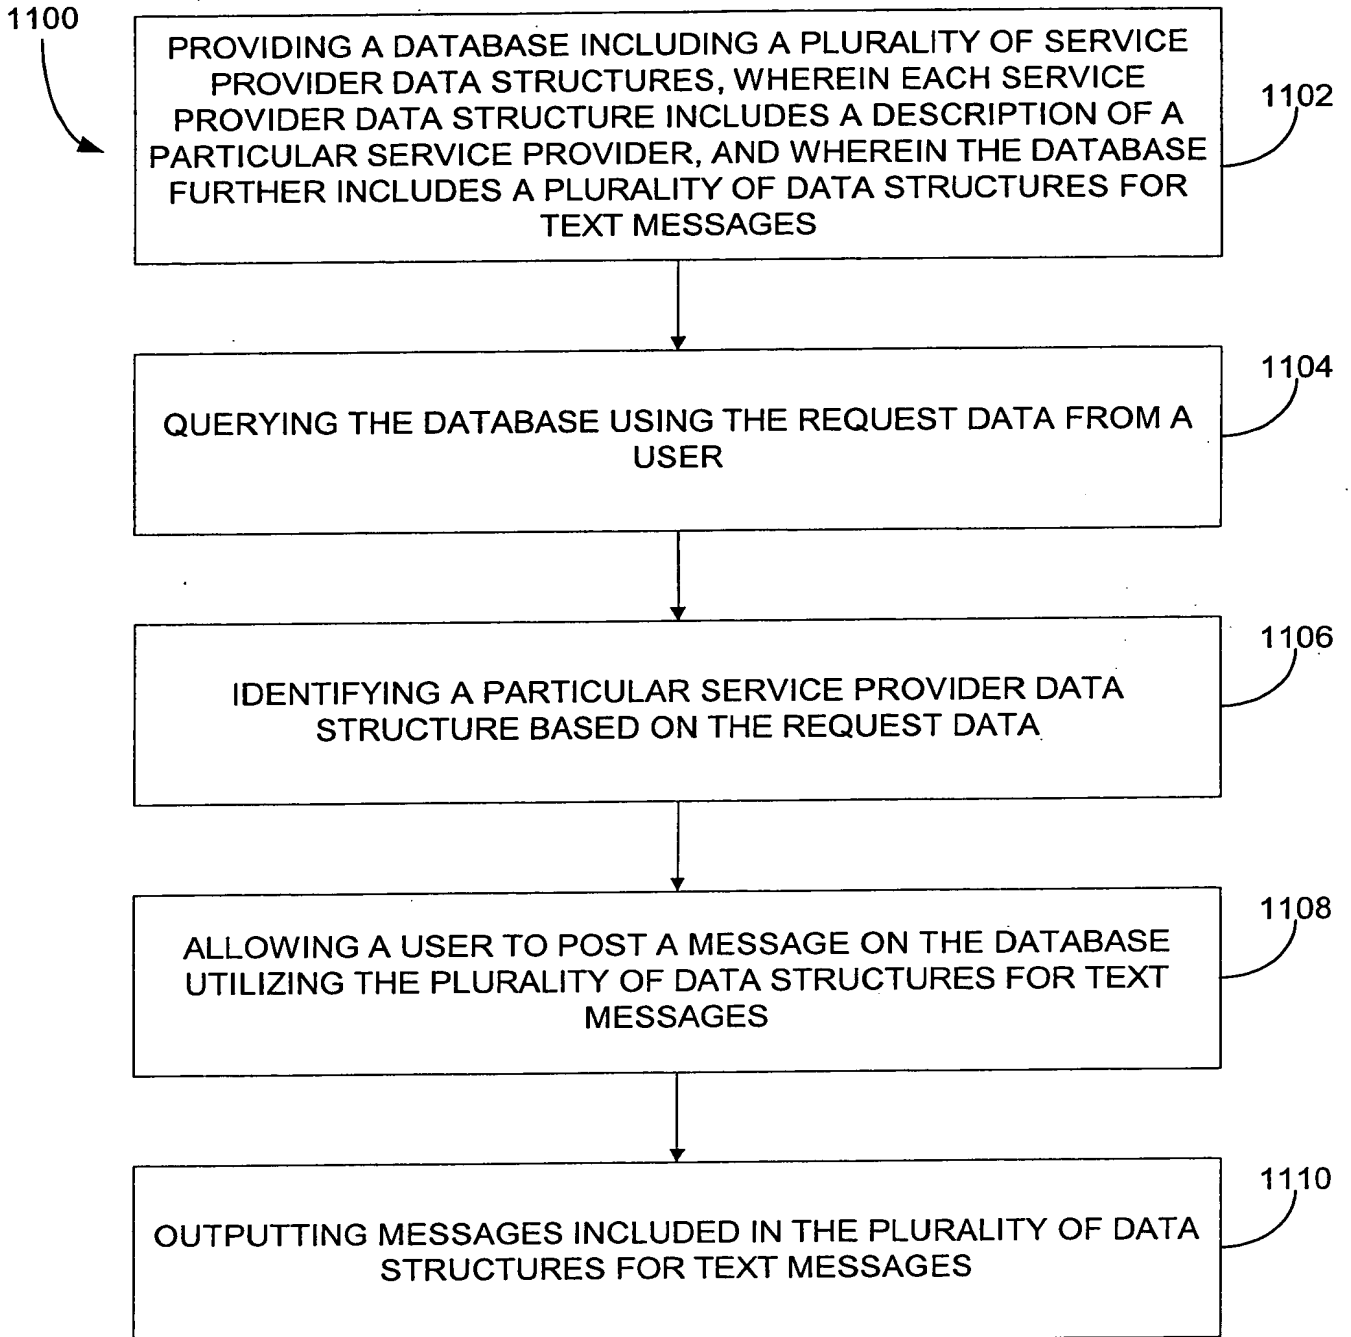 1100
PROVIDING A DATABASE INCLUDING A PLURALITY OF SERVICE
PROVIDER DATA STRUCTURES, WHEREIN EACH SERVICE
PROVIDER DATA STRUCTURE INCLUDES A DESCRIPTION OF A
PARTICULAR SERVICE PROVIDER, AND WHEREIN THE DATABASE
FURTHER INCLUDES A PLURALITY OF DATA STRUCTURES FOR
TEXT MESSAGES
1102
QUERYING THE DATABASE USING THE REQUEST DATA FROM A
USER
1104
IDENTIFYING A PARTICULAR SERVICE PROVIDER DATA
STRUCTURE BASED ON THE REQUEST DATA
1106
ALLOWING A USER TO POST A MESSAGE ON THE DATABASE
UTILIZING THE PLURALITY OF DATA STRUCTURES FOR TEXT
MESSAGES
1108
OUTPUTTING MESSAGES INCLUDED IN THE PLURALITY OF DATA
STRUCTURES FOR TEXT MESSAGES
1110